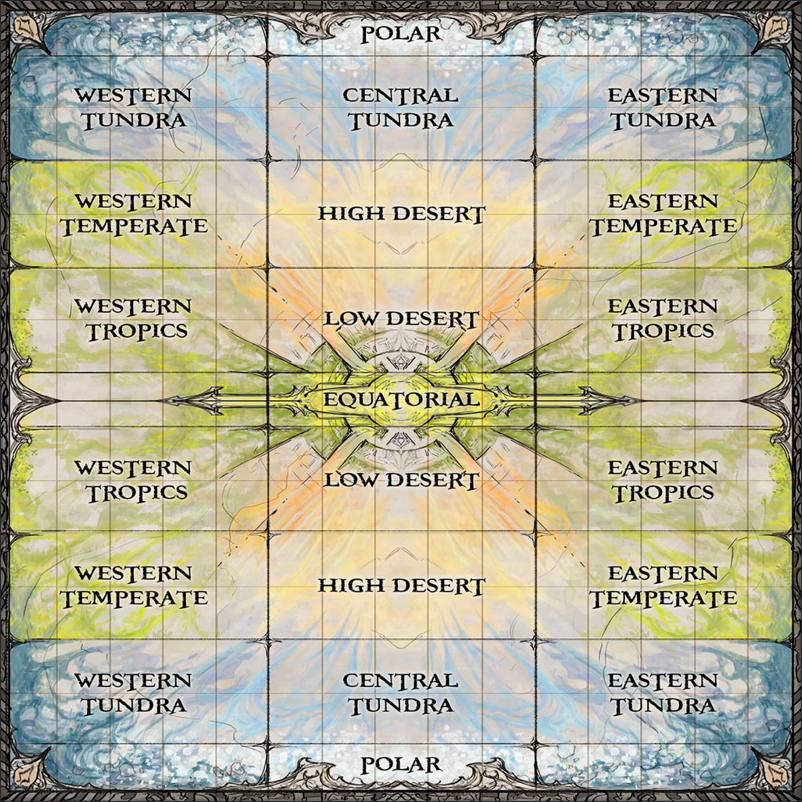 POLAR
WESTERN
TUNDRA
CENTRAL
TUNDRA
EASTERN
TUNDRA
WESTERN
TEMPERATE
HIGH DESERT
EASTERN
TEMPERATE
WESTERN
TROPICS
LOW DESERT
EASTERN
TROPICS
EQUATORIAL
WESTERN
TROPICS
LOW DESERT
EASTERN
TROPICS
WESTERN
TEMPERATE
HIGH DESERT
EASTERN
TEMPERATE
WESTERN
TUNDRA
CENTRAL
TUNDRA
EASTERN
TUNDRA
POLAR